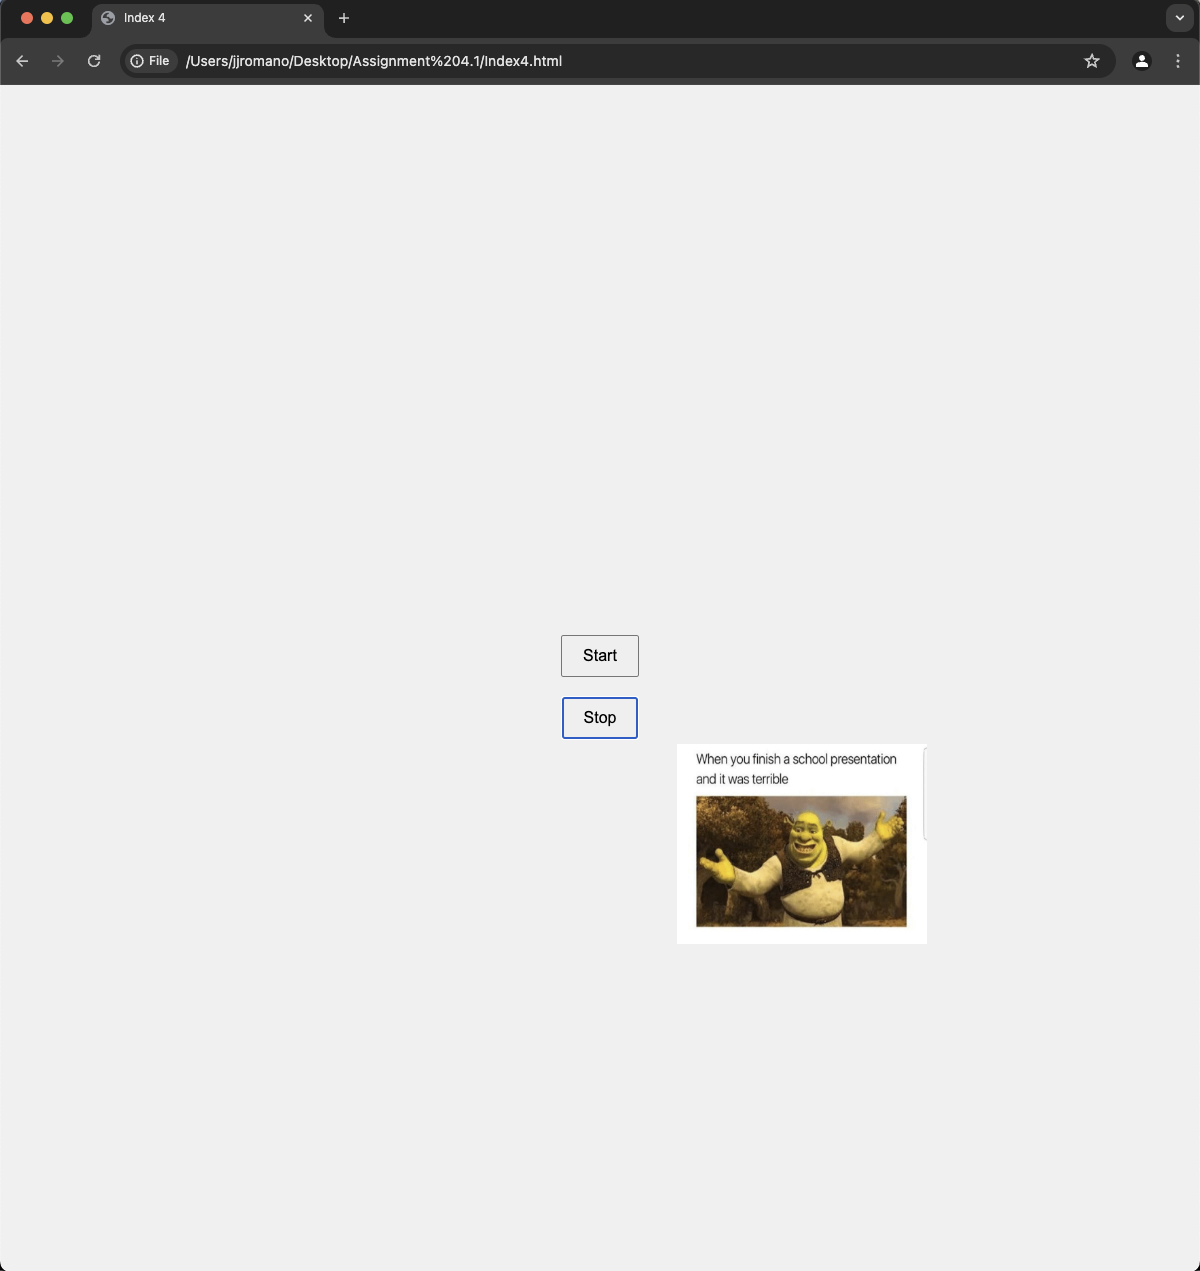 Index 4
File
/Users/jjromano/Desktop/Assignment%204.1/Index4.html
Start
Stop
When you finish a school presentation
and it was terrible